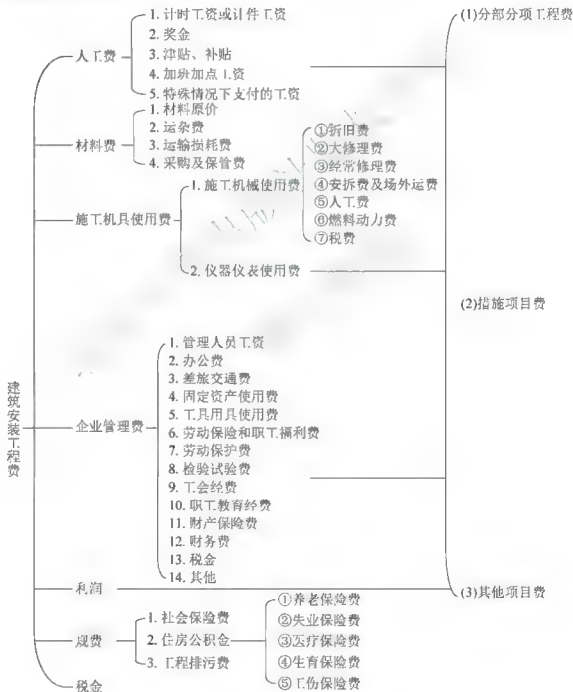 建筑安装工程费
人工费
1. 计时工资或计件工资
2. 奖金
3. 津贴、补贴
4. 加班加点工资
5. 特殊情况下支付的工资
材料费
1. 材料原价
2. 运杂费
3. 运输损耗费
4. 采购及保管费
施工机具使用费
1. 施工机械使用费
①折旧费
②大修理费
③经常修理费
④安拆费及场外运费
⑤人工费
⑥燃料动力费
⑦税费
2. 仪器仪表使用费
企业管理费
1. 管理人员工资
2. 办公费
3. 差旅交通费
4. 固定资产使用费
5. 工具用具使用费
6. 劳动保险和职工福利费
7. 劳动保护费
8. 检验试验费
9. 工会经费
10. 职工教育经费
11. 财产保险费
12. 财务费
13. 税金
14. 其他
利润
规费
1. 社会保险费
2. 住房公积金
3. 工程排污费
①养老保险费
②失业保险费
③医疗保险费
④生育保险费
⑤工伤保险费
税金
(1)分部分项工程费
(2)措施项目费
(3)其他项目费